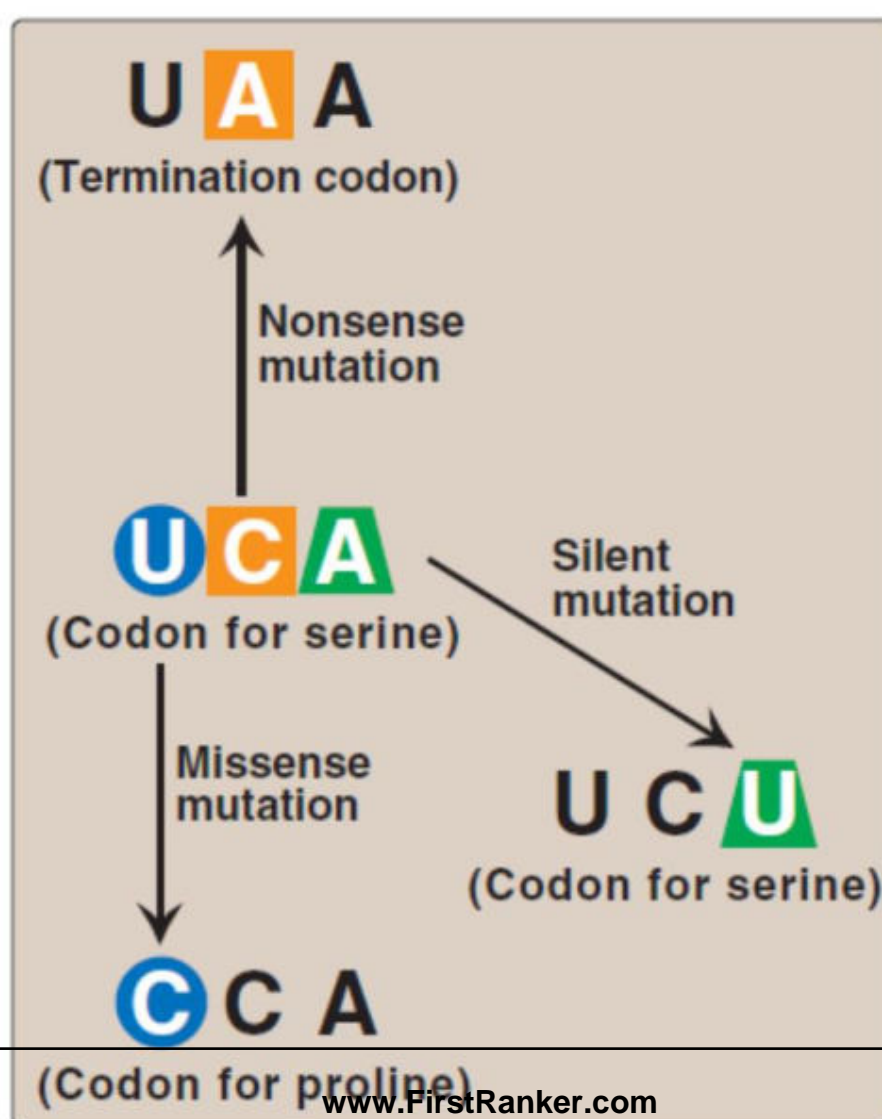 U A A
(Termination codon)
Nonsense
mutation
U C A
(Codon for serine)
Silent
mutation
Missense
mutation
U C U
(Codon for serine)
C C A
(Codon for proline)
www.FirstRanker.com